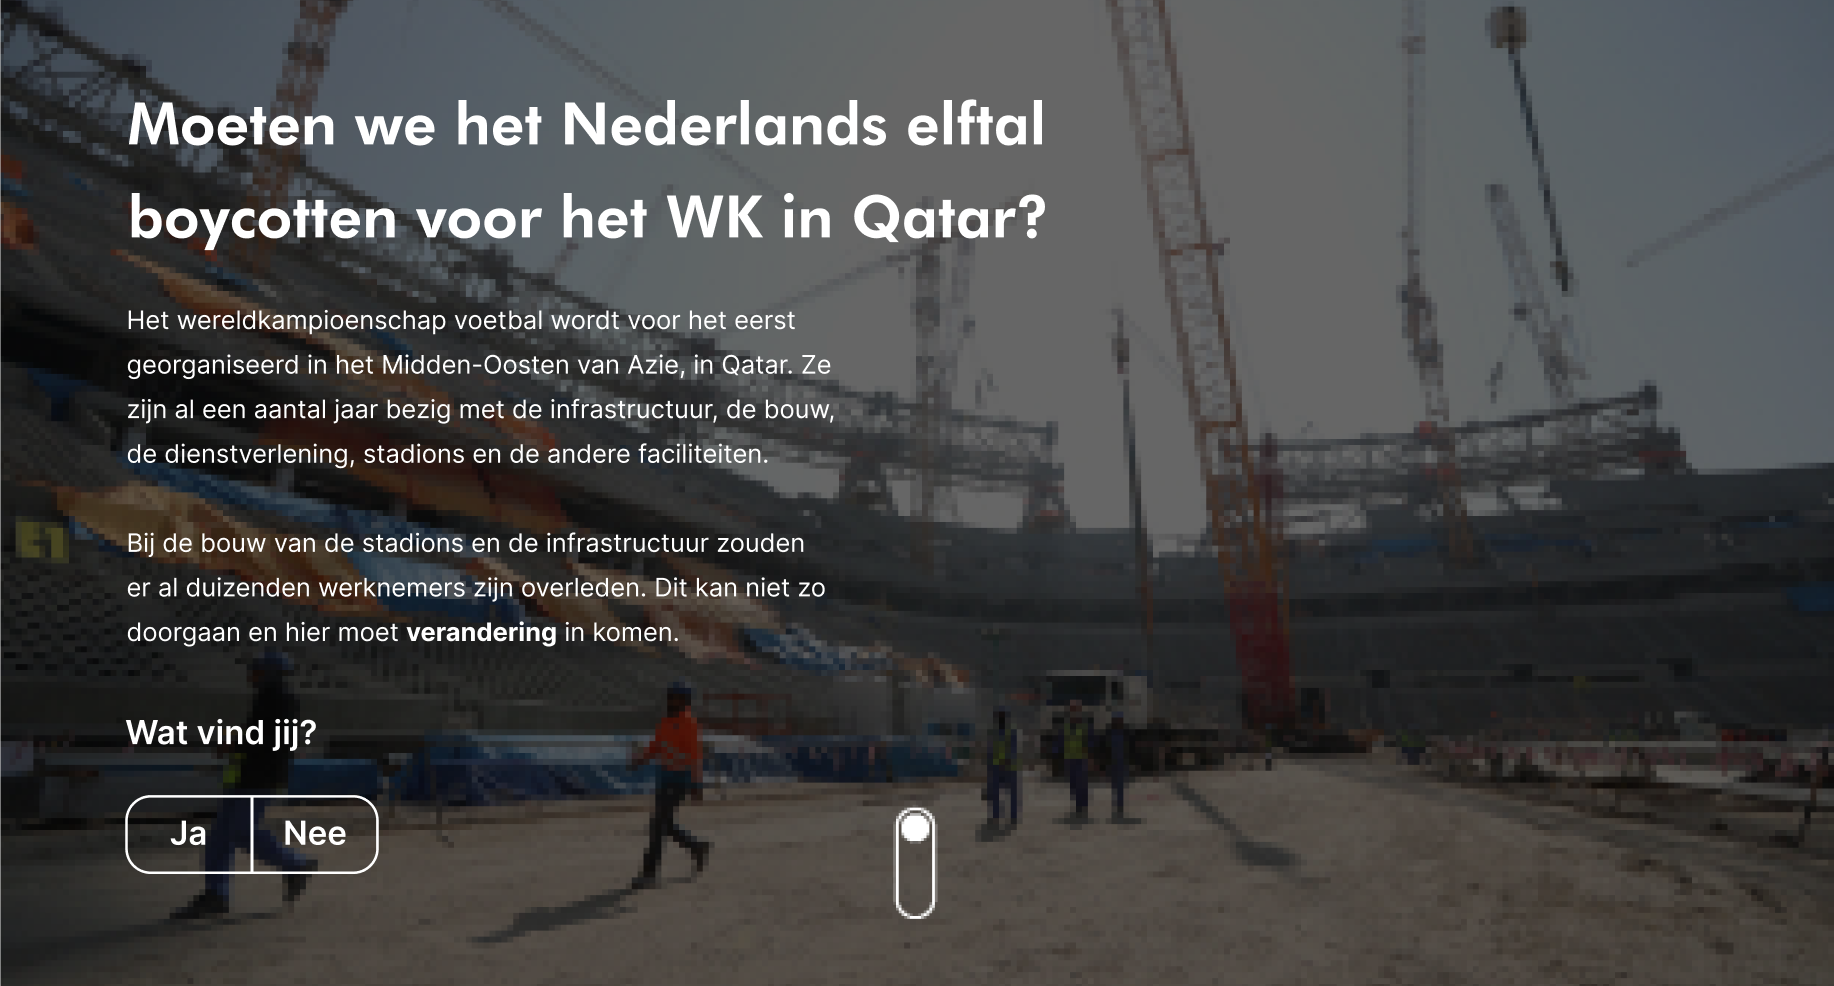 Moeten we het Nederlands elftal
boycotten voor het WK in Qatar?
Het wereldkampioenschap voetbal wordt voor het eerst
georganiseerd in het Midden-Oosten van Azie, in Qatar. Ze
zijn al een aantal jaar bezig met de infrastructuur, de bouw,
de dienstverlening, stadions en de andere faciliteiten.
Bij de bouw van de stadions en de infrastructuur zouden
er al duizenden werknemers zijn overleden. Dit kan niet zo
doorgaan en hier moet verandering in komen.
Wat vind jij?
Ja Nee